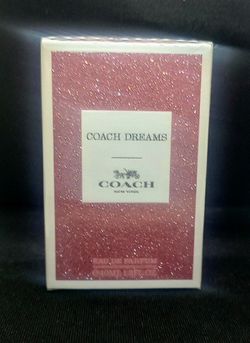 COACH DREAMS
COACH
NEW YORK
EAU DE PARFUM